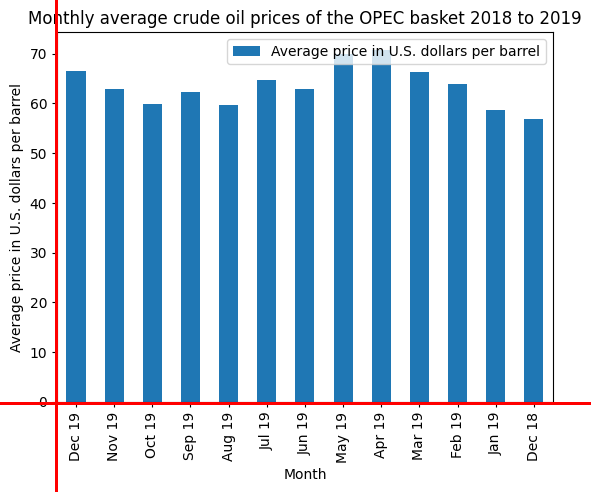 Monthly average crude oil prices of the OPEC basket 2018 to 2019
Average price in U.S. dollars per barrel
Average price in U.S. dollars per barrel
70
60
50
40
30
20
10
0
Dec 19
Nov 19
Oct 19
Sep 19
Aug 19
Jul 19
Jun 19
May 19
Apr 19
Mar 19
Feb 19
Jan 19
Dec 18
Month